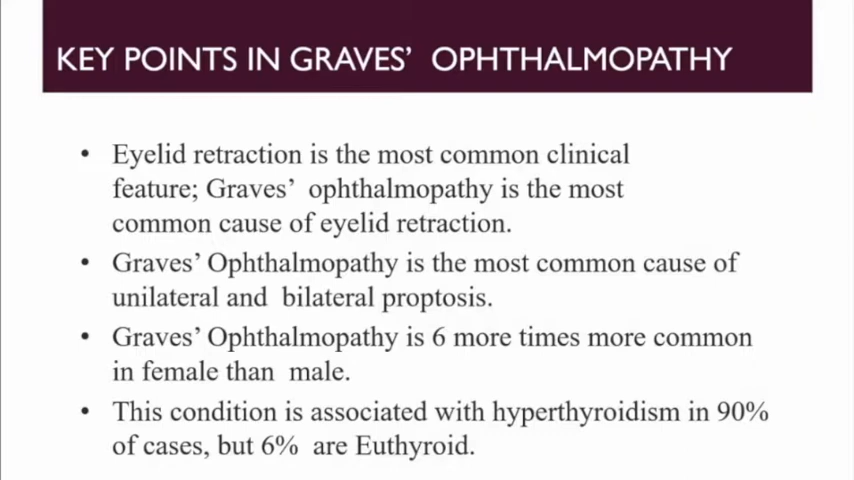 KEY POINTS IN GRAVES’ OPHTHALMOPATHY
• Eyelid retraction is the most common clinical
feature; Graves’ ophthalmopathy is the most
common cause of eyelid retraction.
• Graves’ Ophthalmopathy is the most common cause of
unilateral and bilateral proptosis.
• Graves’ Ophthalmopathy is 6 more times more common
in female than male.
• This condition is associated with hyperthyroidism in 90%
of cases, but 6% are Euthyroid.